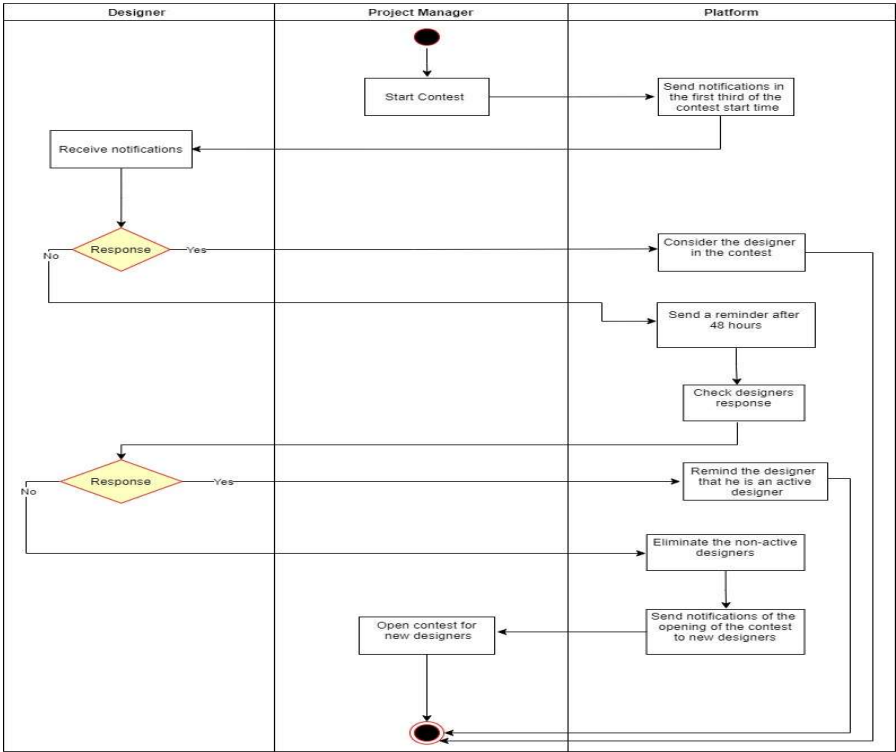 Designer
Project Manager
Platform
Start Contest
Send notifications in
the first third of the
contest start time
Receive notifications
Response
Yes
No
Consider the designer
in the contest
Send a reminder after
48 hours
Check designers
response
Response
Yes
No
Remind the designer
that he is an active
designer
Eliminate the non-active
designers
Send notifications of the
opening of the contest
to new designers
Open contest for
new designers